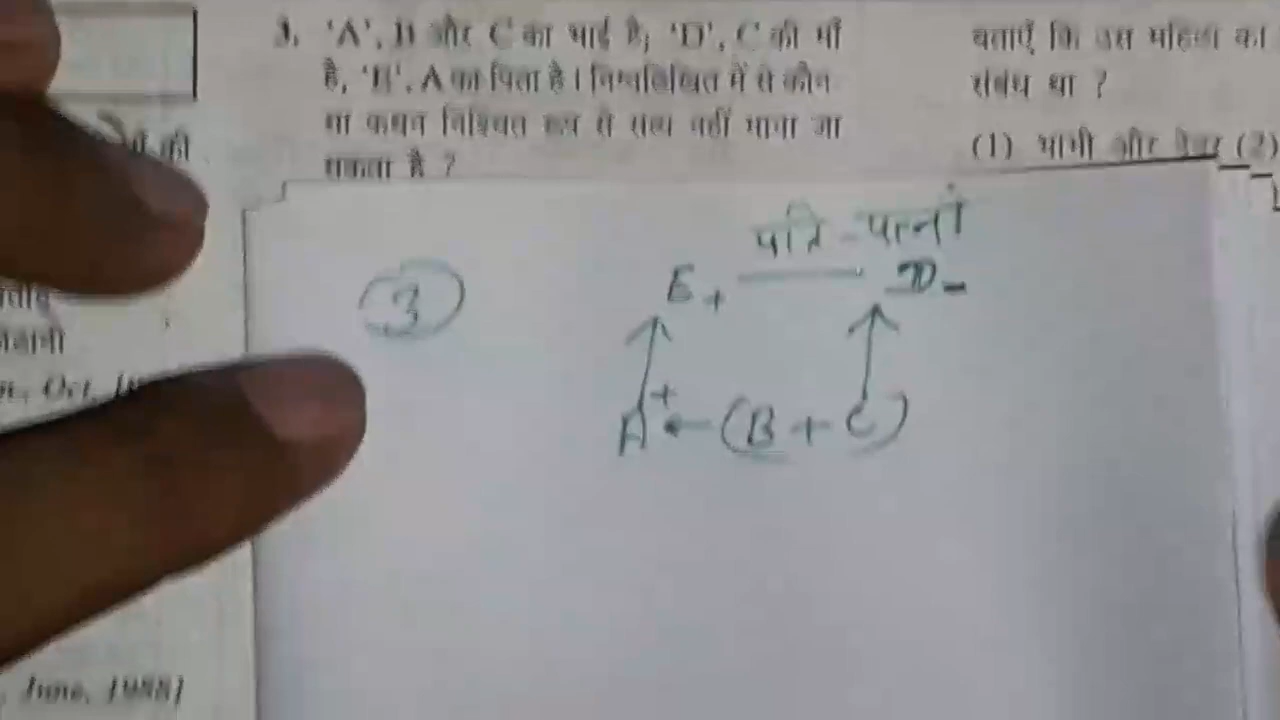 3. 'A', B और C का भाई है, 'D', C की माँ
है, 'E', A का पिता है। निम्नलिखित में से कौन-
सा कथन निश्चित रूप से सत्य नहीं माना जा
सकता है ?
बताएँ कि उस महिला का
संबंध था ?
(1) भाभी और देवर (2)
की
Oct,
June, 1988]
3
पति - पत्नी
E + D -
A + ← (B + C)